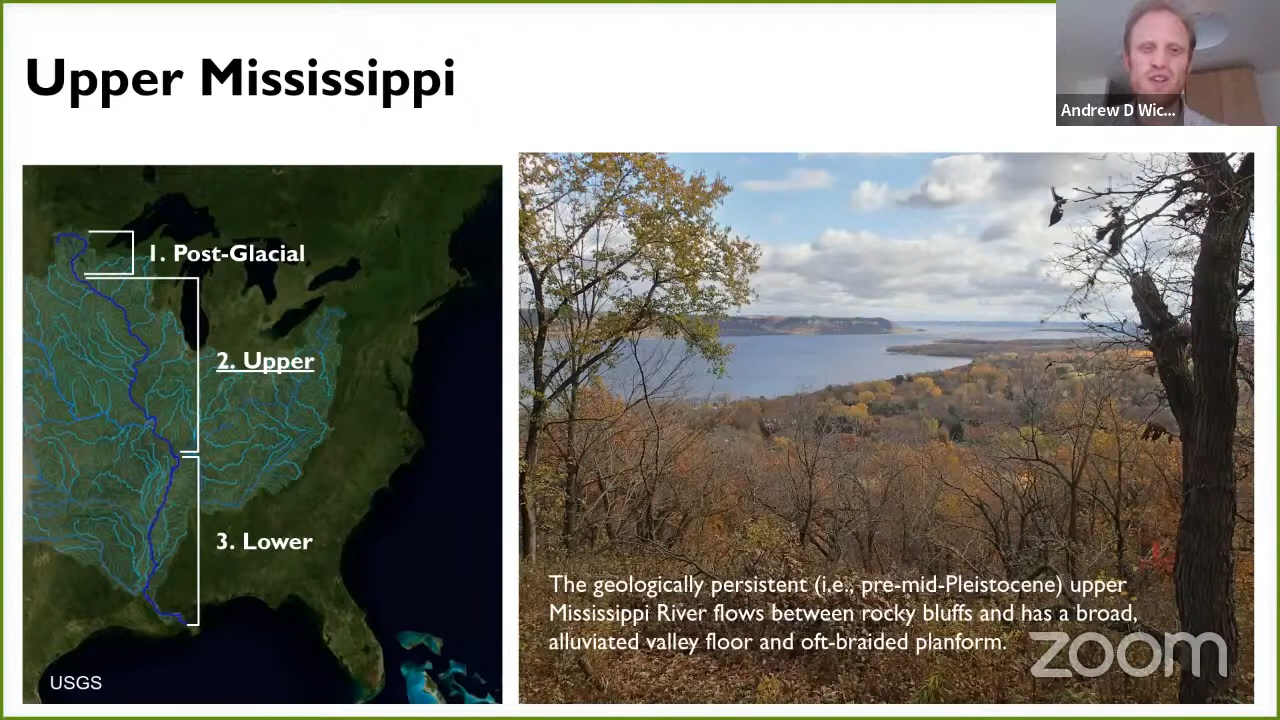 Upper Mississippi
Andrew D Wic...
1. Post-Glacial
2. Upper
3. Lower
USGS
The geologically persistent (i.e., pre-mid-Pleistocene) upper
Mississippi River flows between rocky bluffs and has a broad,
alluviated valley floor and oft-braided planform.
zoom